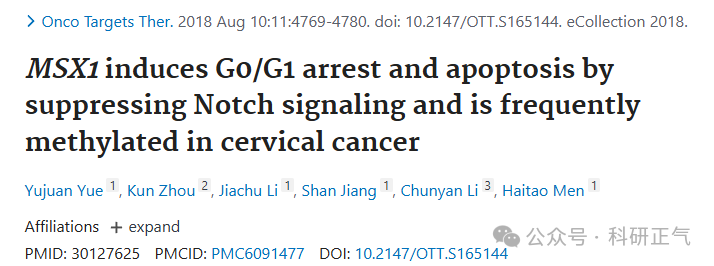 > Onco Targets Ther. 2018 Aug 10:11:4769-4780. doi: 10.2147/OTT.S165144. eCollection 2018.
MSX1 induces G0/G1 arrest and apoptosis by
suppressing Notch signaling and is frequently
methylated in cervical cancer
Yujuan Yue 1, Kun Zhou 2, Jiachu Li 1, Shan Jiang 1, Chunyan Li 3, Haitao Men 1
Affiliations + expand
PMID: 30127625 PMCID: PMC6091477 DOI: 10.2147/OTT.S165144
公众号·科研正气